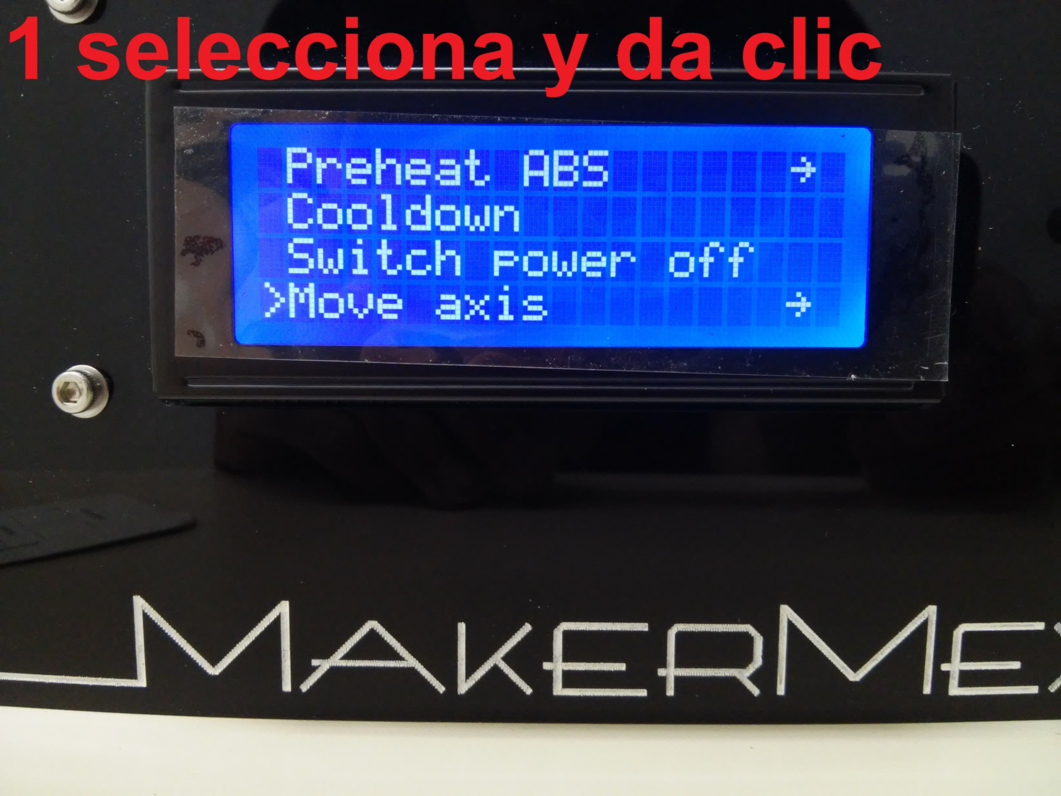 1 selecciona y da clic
Preheat ABS →
Cooldown
Switch power off
>Move axis →
MAKERMEX